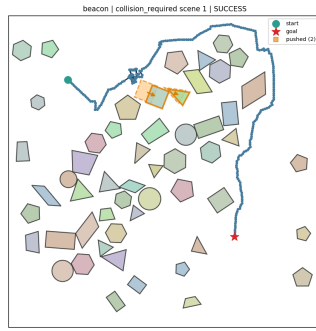 beacon | collision_required scene 1 | SUCCESS
start
goal
pushed (2)